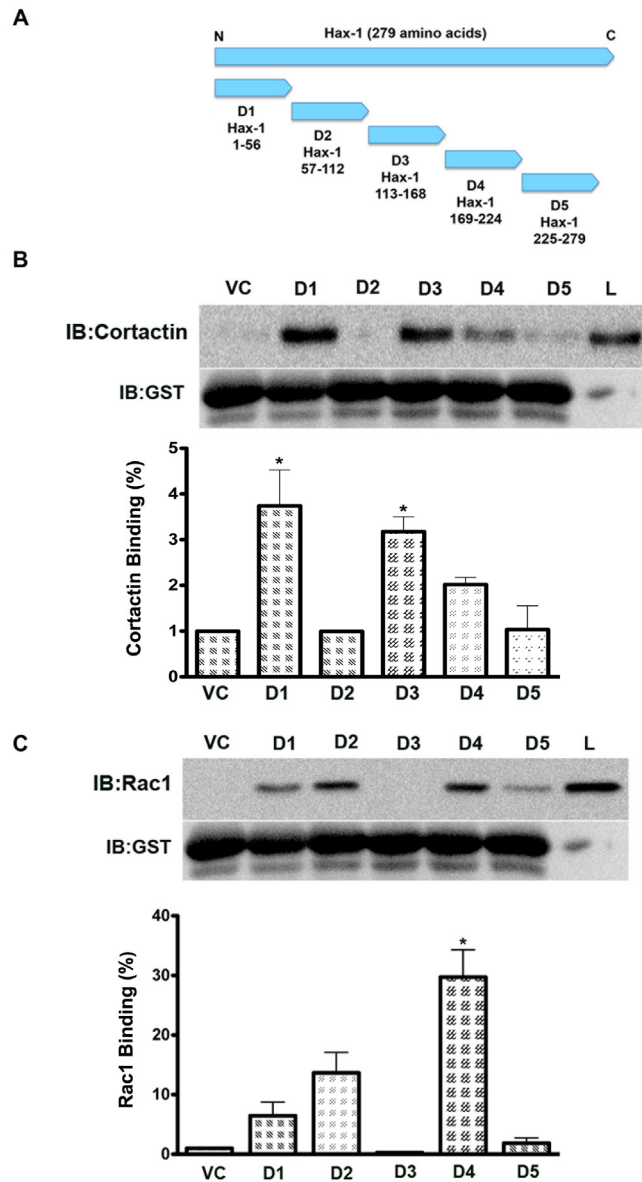 A
N Hax-1 (279 amino acids) C
D1
Hax-1
1-56
D2
Hax-1
57-112
D3
Hax-1
113-168
D4
Hax-1
169-224
D5
Hax-1
225-279
B
VC D1 D2 D3 D4 D5 L
IB:Cortactin
IB:GST
Cortactin Binding (%)
5
4
3
2
1
0
* *
VC D1 D2 D3 D4 D5
C
VC D1 D2 D3 D4 D5 L
IB:Rac1
IB:GST
Rac1 Binding (%)
40
30
20
10
0
*
VC D1 D2 D3 D4 D5